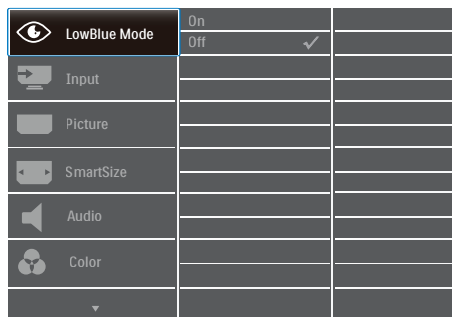 LowBlue Mode
On
Off
Input
Picture
SmartSize
Audio
Color